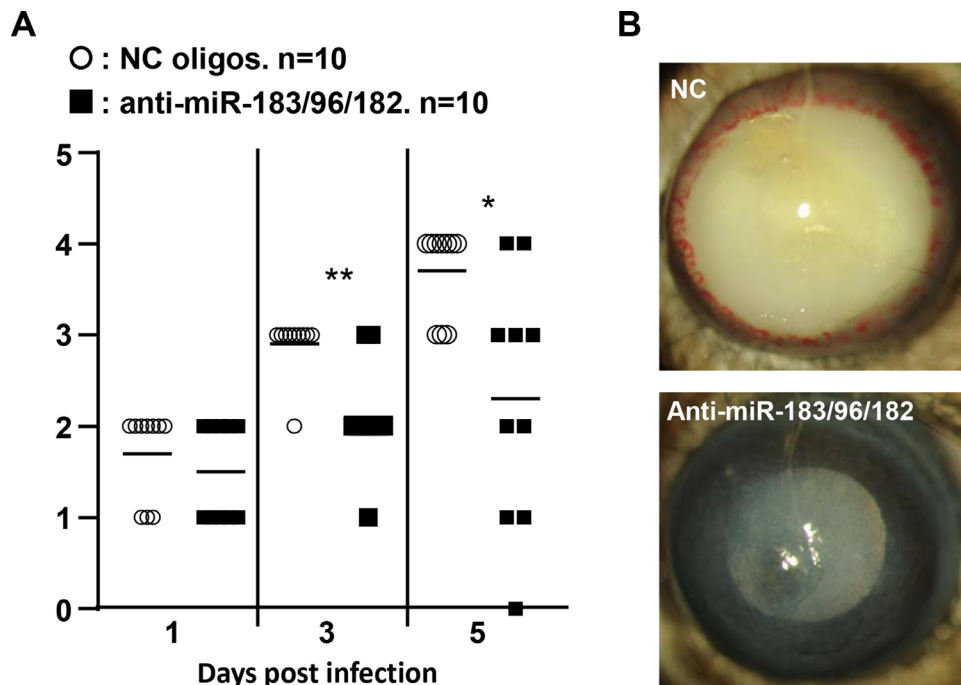 A
○ : NC oligos. n=10
■ : anti-miR-183/96/182. n=10
5
4
3
2
1
0
**
*
1 3 5
Days post infection
B
NC
Anti-miR-183/96/182